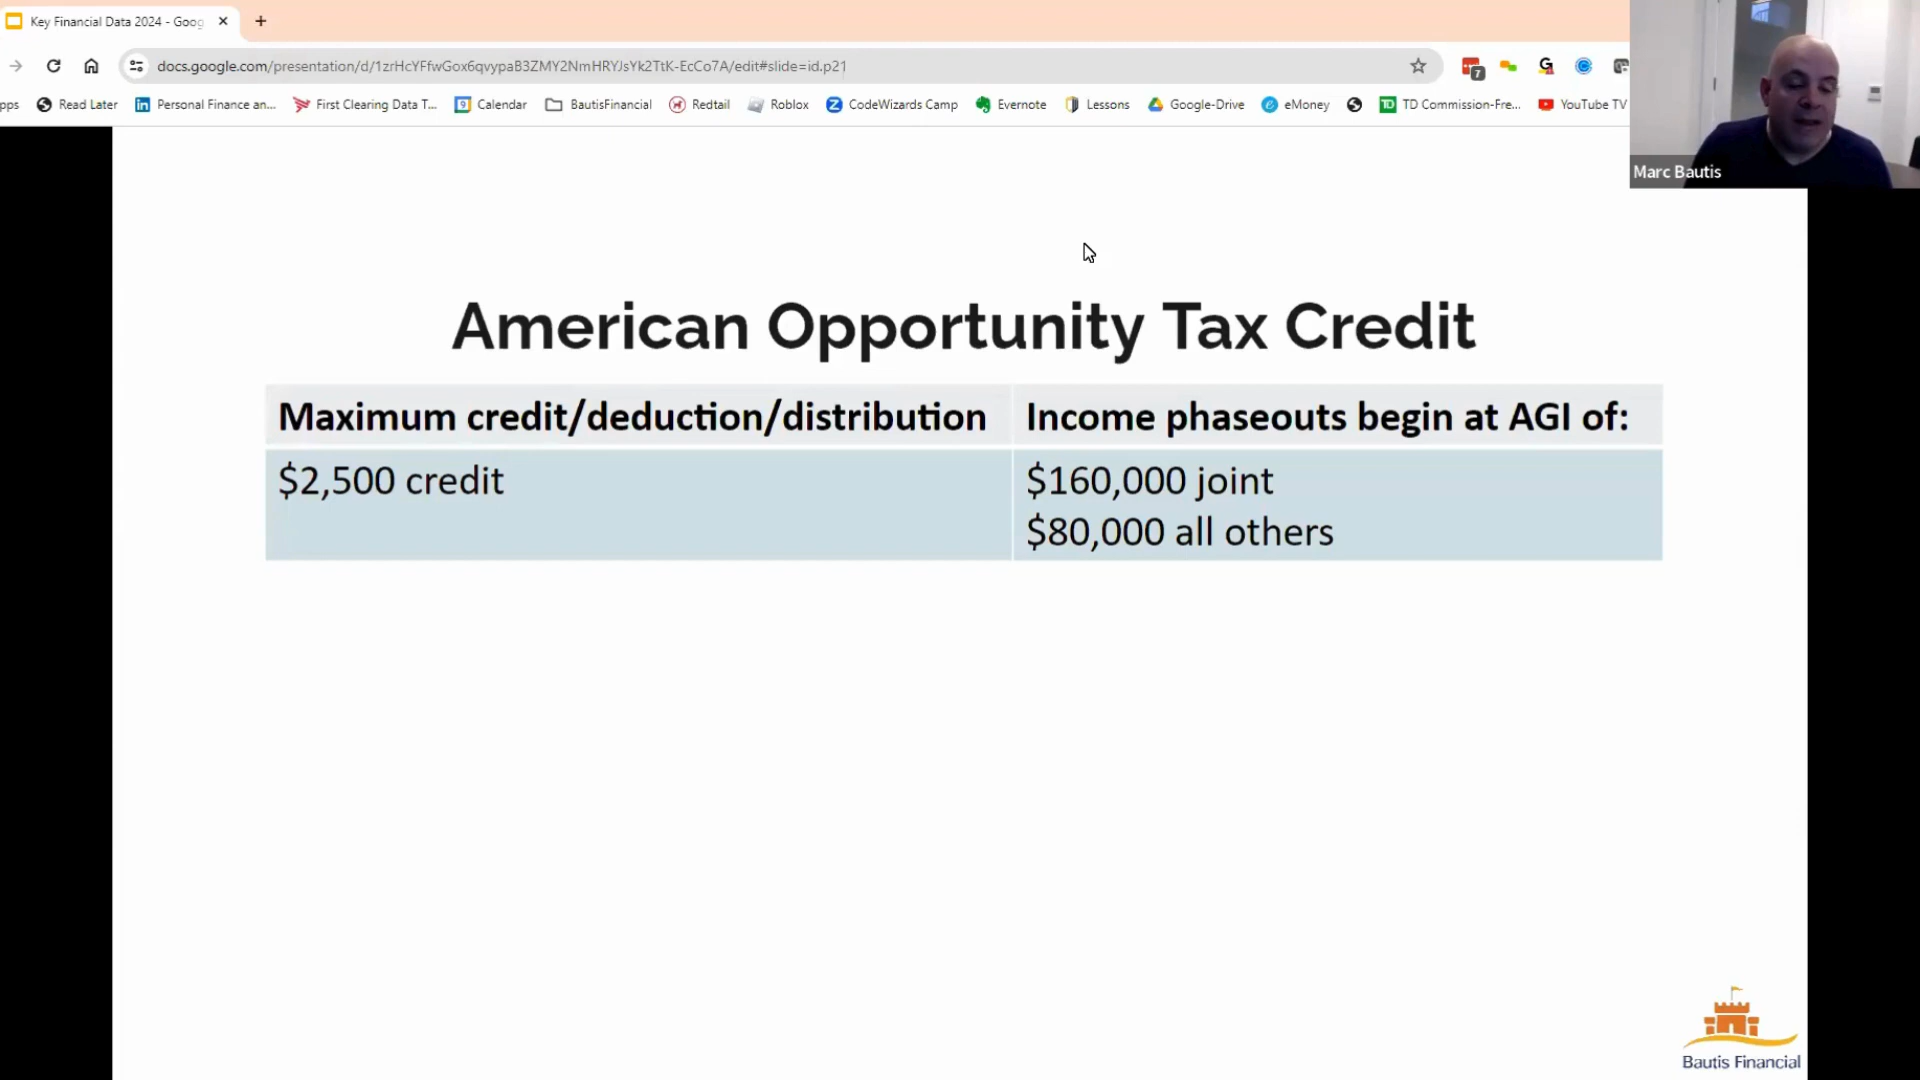 Key Financial Data 2024 - Goog
docs.google.com/presentation/d/1zrHcYFfwGox6qvypaB3ZMY2NmHRYJsYk2TtK-EcCo7A/edit#slide=id.p21
7
pps Read Later Personal Finance an... First Clearing Data T... Calendar BautisFinancial Redtail Roblox CodeWizards Camp Evernote Lessons Google-Drive eMoney TD Commission-Fre... YouTube TV
Marc Bautis
American Opportunity Tax Credit
Maximum credit/deduction/distribution Income phaseouts begin at AGI of:
$2,500 credit $160,000 joint
$80,000 all others
Bautis Financial